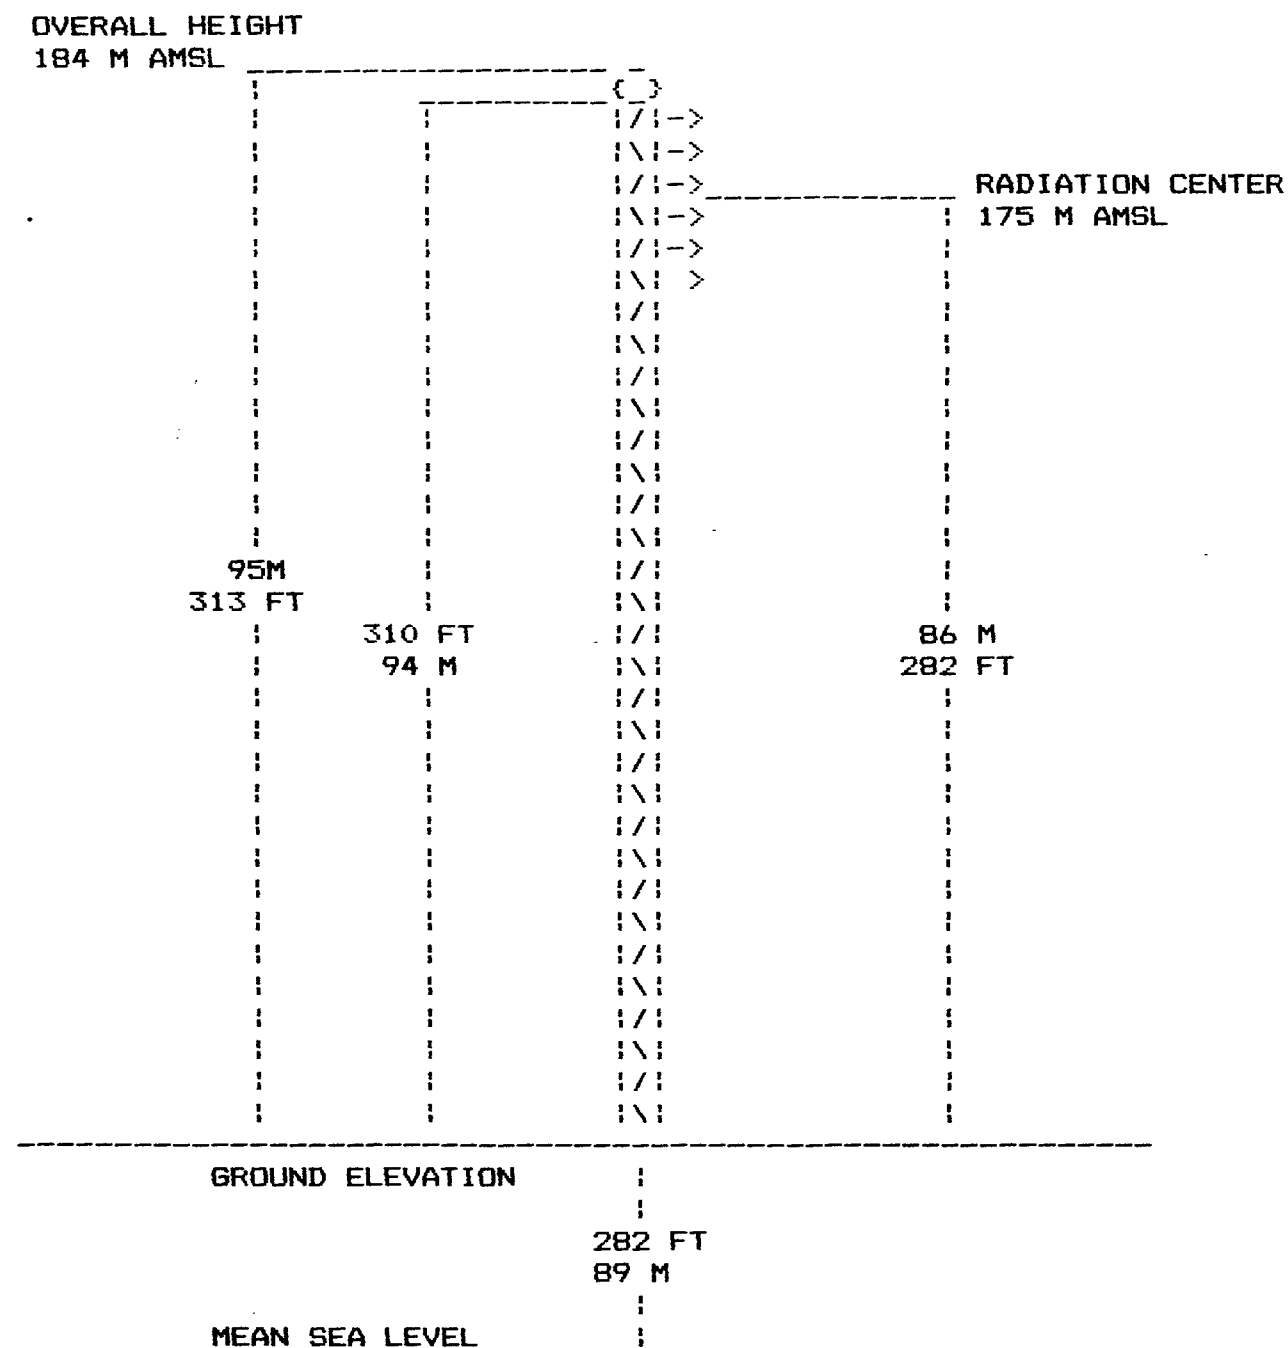 OVERALL HEIGHT
184 M AMSL
RADIATION CENTER
175 M AMSL
95M
313 FT
310 FT
94 M
86 M
282 FT
GROUND ELEVATION
282 FT
89 M
MEAN SEA LEVEL